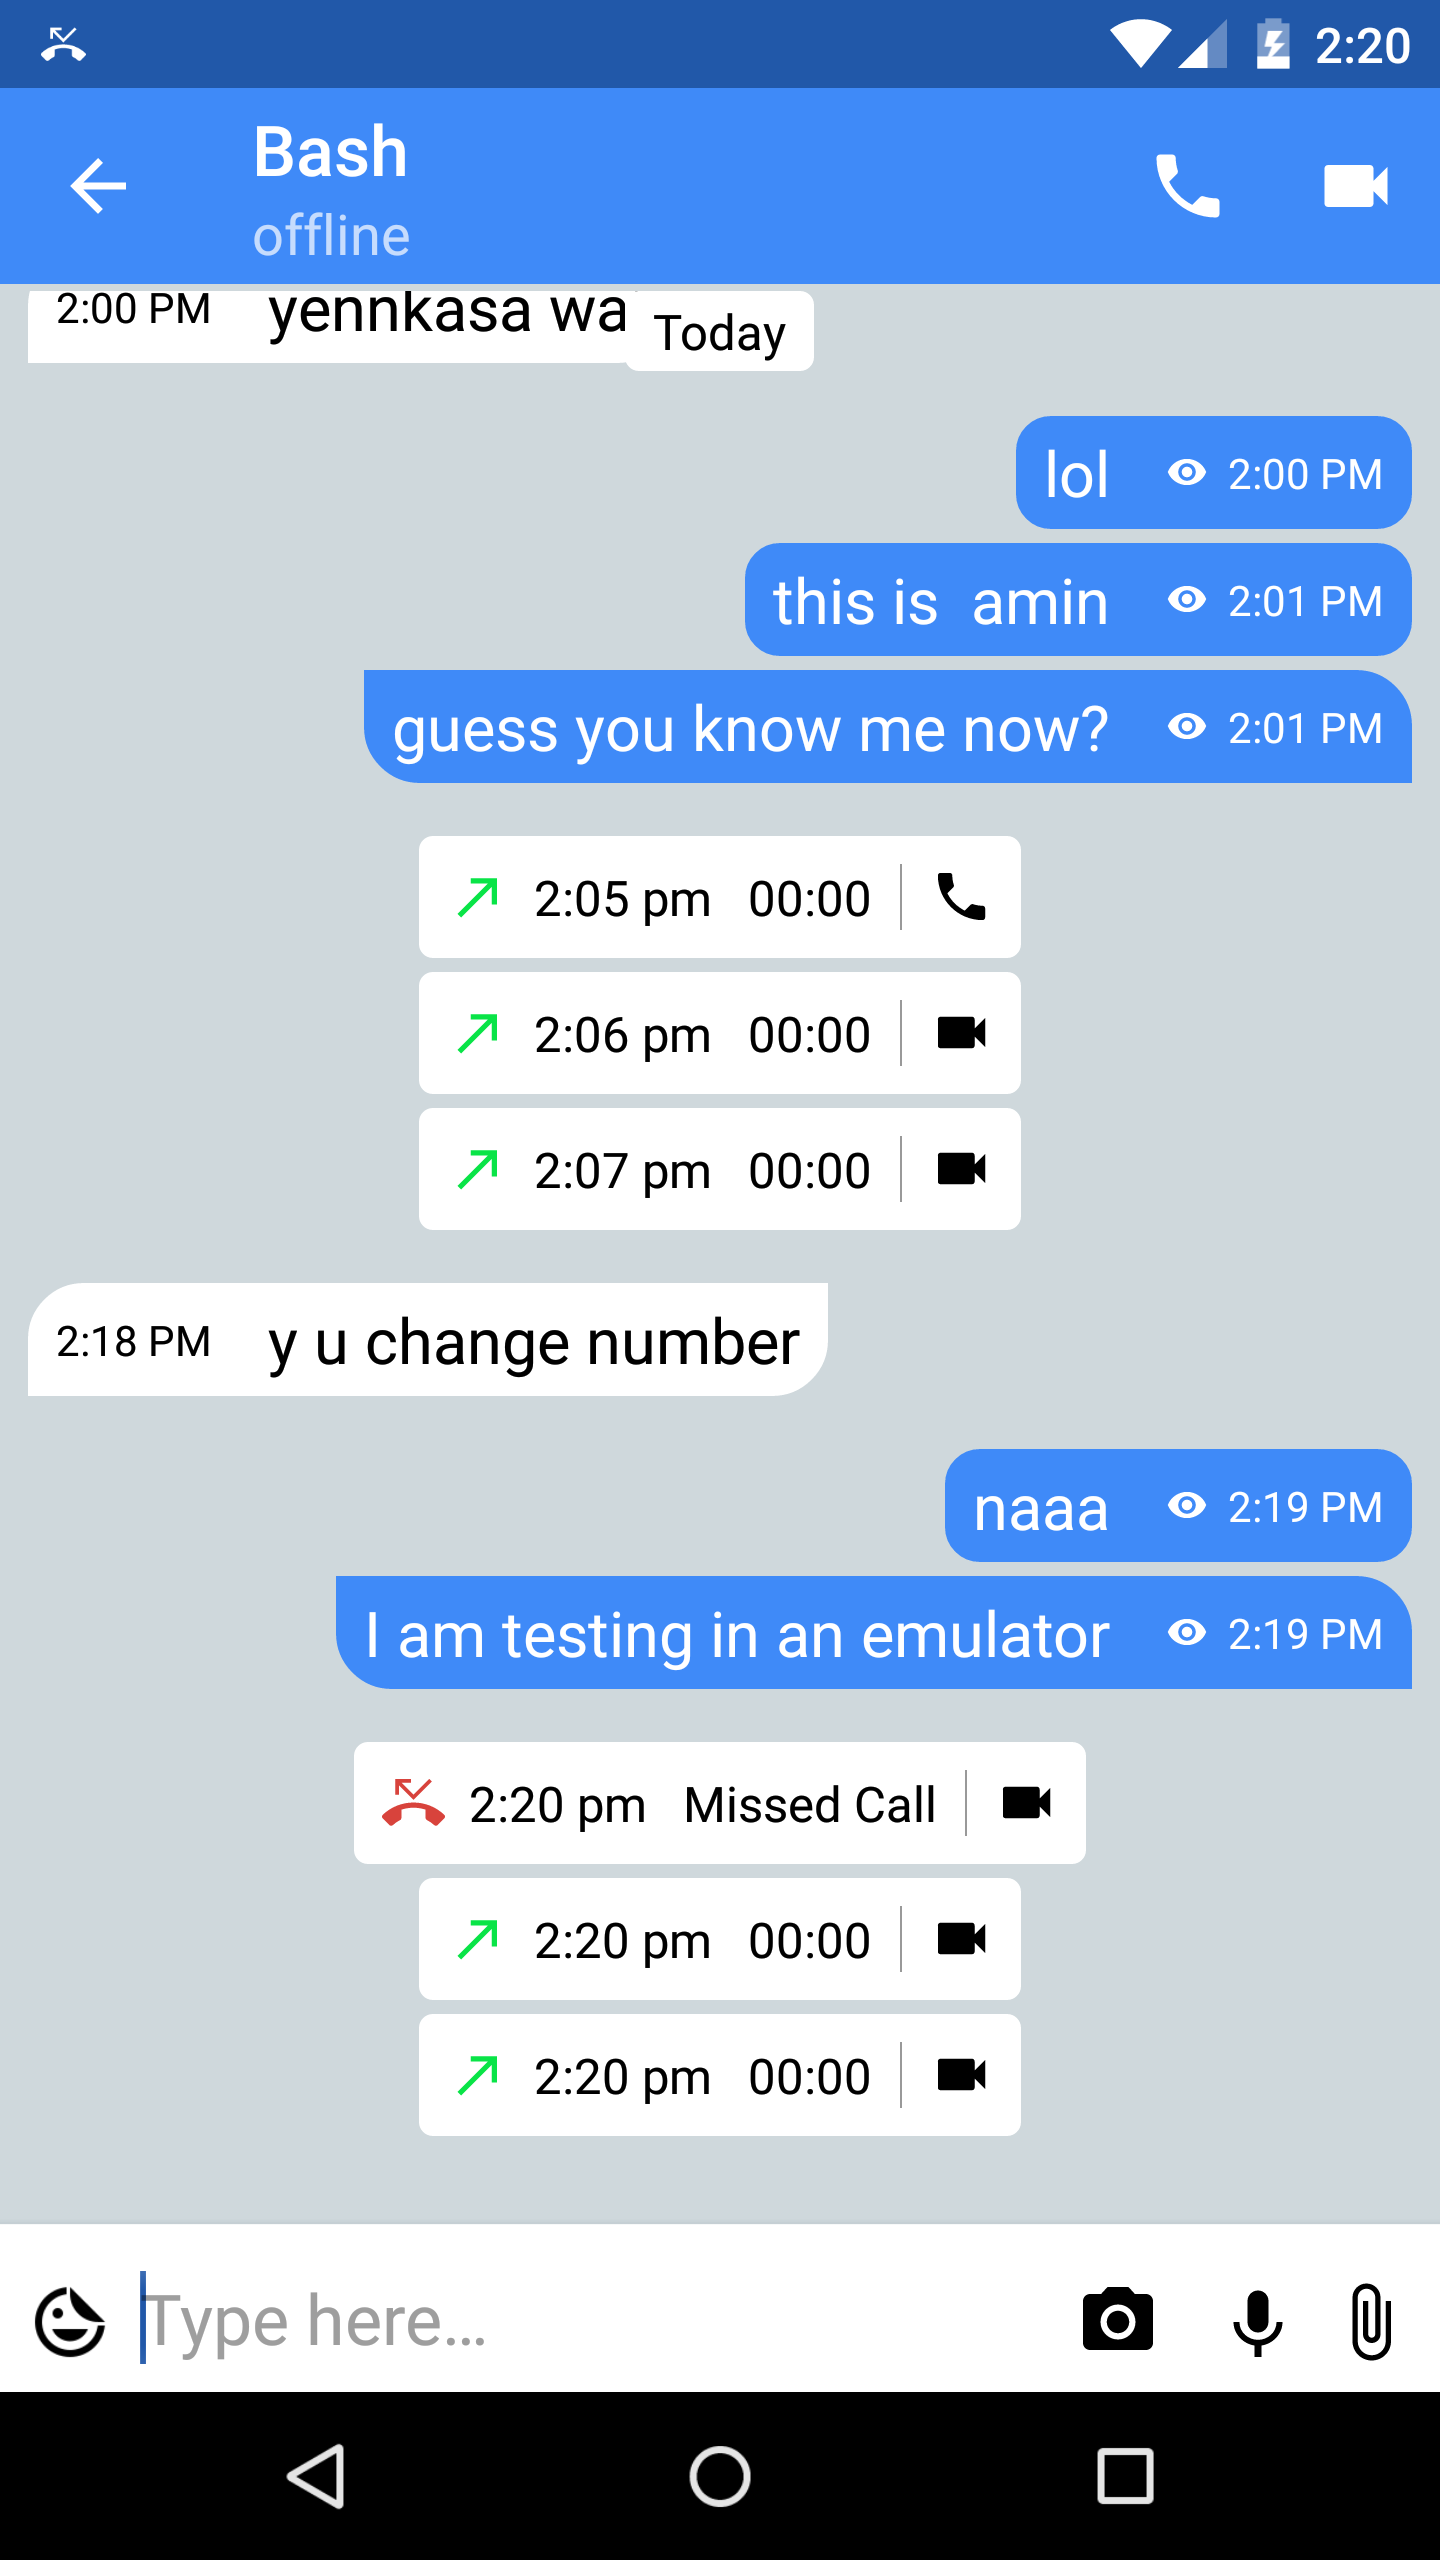 2:20
Bash
offline
2:00 PM yennkasa wa
Today
lol 2:00 PM
this is  amin 2:01 PM
guess you know me now? 2:01 PM
2:05 pm 00:00
2:06 pm 00:00
2:07 pm 00:00
2:18 PM y u change number
naaa 2:19 PM
I am testing in an emulator 2:19 PM
2:20 pm Missed Call
2:20 pm 00:00
2:20 pm 00:00
Type here...